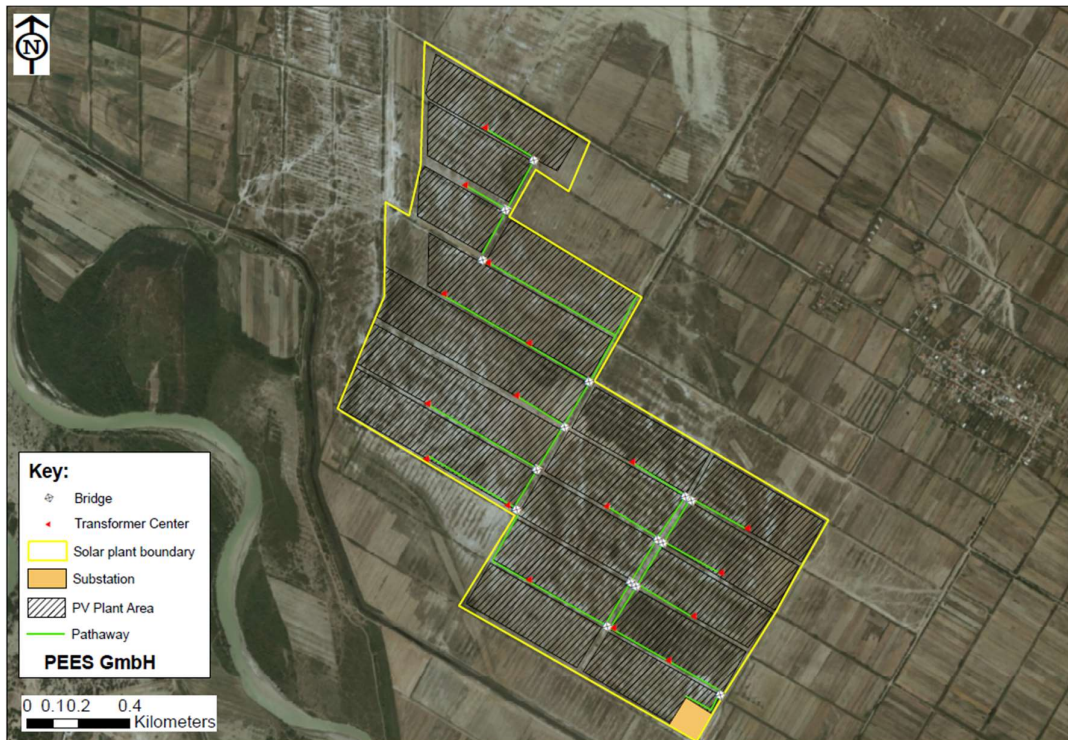 N
Key:
Bridge
Transformer Center
Solar plant boundary
Substation
PV Plant Area
Pathaway
PEES GmbH
0 0.10.2 0.4
Kilometers